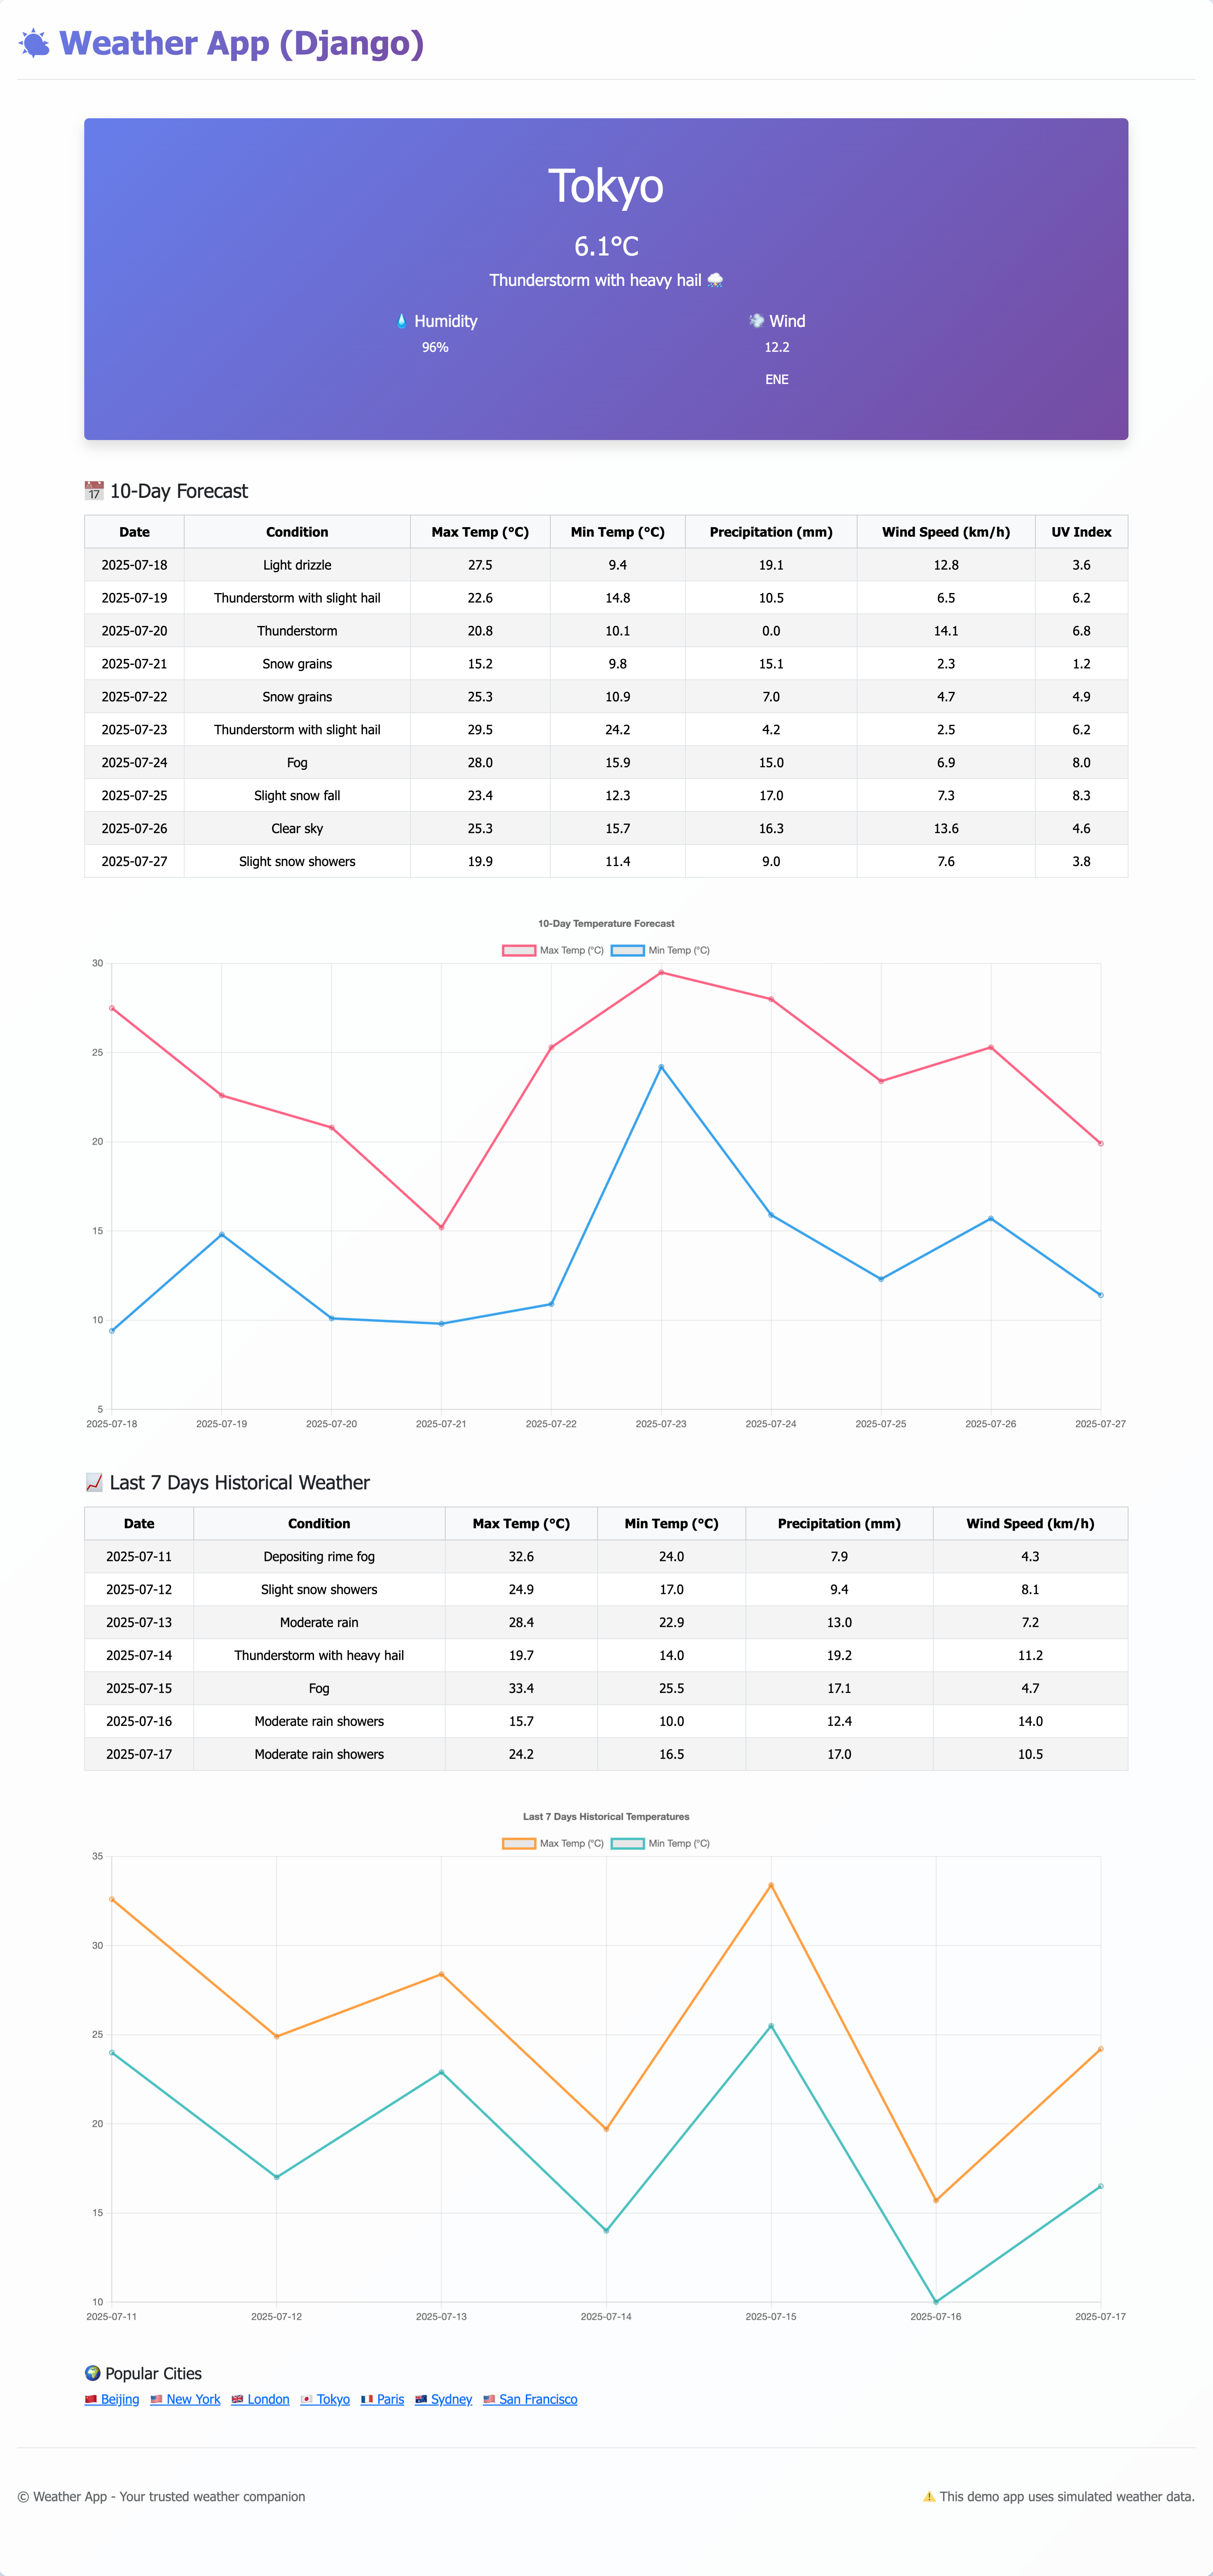 Weather App (Django)
Tokyo
6.1°C
Thunderstorm with heavy hail
💧 Humidity
💨 Wind
96%
12.2
ENE
📅 10-Day Forecast
Date Condition Max Temp (°C) Min Temp (°C) Precipitation (mm) Wind Speed (km/h) UV Index
2025-07-18 Light drizzle 27.5 9.4 19.1 12.8 3.6
2025-07-19 Thunderstorm with slight hail 22.6 14.8 10.5 6.5 6.2
2025-07-20 Thunderstorm 20.8 10.1 0.0 14.1 6.8
2025-07-21 Snow grains 15.2 9.8 15.1 2.3 1.2
2025-07-22 Snow grains 25.3 10.9 7.0 4.7 4.9
2025-07-23 Thunderstorm with slight hail 29.5 24.2 4.2 2.5 6.2
2025-07-24 Fog 28.0 15.9 15.0 6.9 8.0
2025-07-25 Slight snow fall 23.4 12.3 17.0 7.3 8.3
2025-07-26 Clear sky 25.3 15.7 16.3 13.6 4.6
2025-07-27 Slight snow showers 19.9 11.4 9.0 7.6 3.8
10-Day Temperature Forecast
Max Temp (°C) Min Temp (°C)
30
25
20
15
10
5
2025-07-18 2025-07-19 2025-07-20 2025-07-21 2025-07-22 2025-07-23 2025-07-24 2025-07-25 2025-07-26 2025-07-27
📈 Last 7 Days Historical Weather
Date Condition Max Temp (°C) Min Temp (°C) Precipitation (mm) Wind Speed (km/h)
2025-07-11 Depositing rime fog 32.6 24.0 7.9 4.3
2025-07-12 Slight snow showers 24.9 17.0 9.4 8.1
2025-07-13 Moderate rain 28.4 22.9 13.0 7.2
2025-07-14 Thunderstorm with heavy hail 19.7 14.0 19.2 11.2
2025-07-15 Fog 33.4 25.5 17.1 4.7
2025-07-16 Moderate rain showers 15.7 10.0 12.4 14.0
2025-07-17 Moderate rain showers 24.2 16.5 17.0 10.5
Last 7 Days Historical Temperatures
Max Temp (°C) Min Temp (°C)
35
30
25
20
15
10
2025-07-11 2025-07-12 2025-07-13 2025-07-14 2025-07-15 2025-07-16 2025-07-17
🌍 Popular Cities
🇨🇳 Beijing 🇺🇸 New York 🇬🇧 London 🇯🇵 Tokyo 🇫🇷 Paris 🇦🇺 Sydney 🇺🇸 San Francisco
© Weather App - Your trusted weather companion
⚠️ This demo app uses simulated weather data.